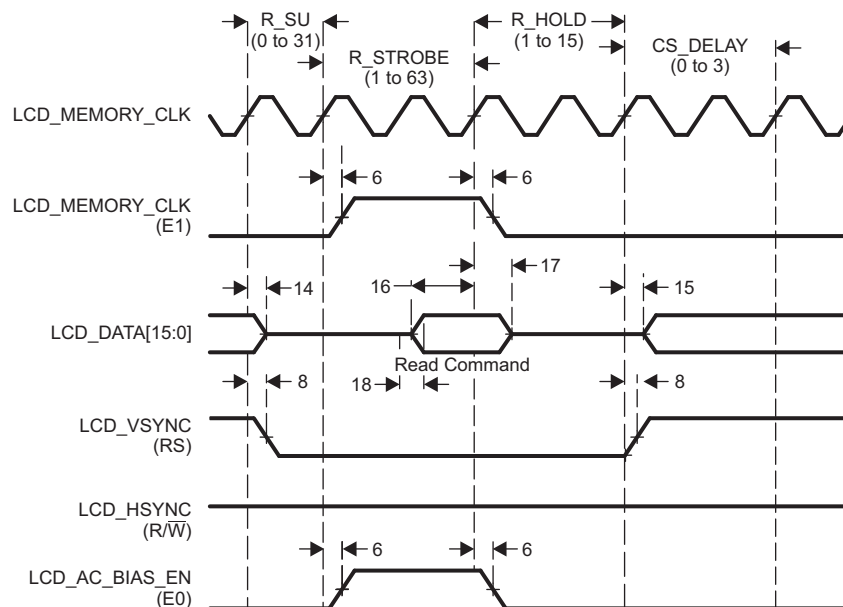 R_SU
(0 to 31)
R_HOLD
(1 to 15)
R_STROBE
(1 to 63)
CS_DELAY
(0 to 3)
LCD_MEMORY_CLK
6
6
LCD_MEMORY_CLK
(E1)
14
16
17
15
LCD_DATA[15:0]
Read Command
18
8
8
LCD_VSYNC
(RS)
LCD_HSYNC
(R/W̅)
6
6
LCD_AC_BIAS_EN
(E0)